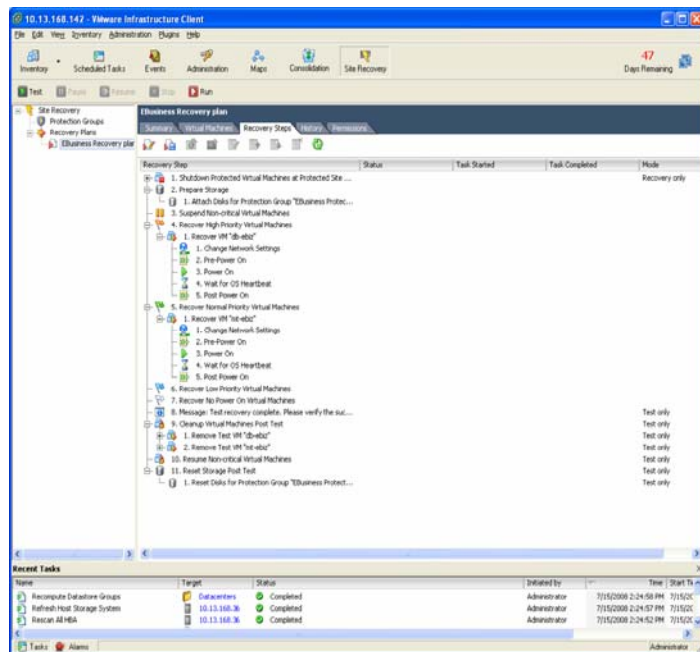 10.13.168.142 - VMware Infrastructure Client
File Edit View Inventory Administration Plugins Help
Inventory Scheduled Tasks Events Administration Maps Consolidation Site Recovery
47
Days Remaining
Test Pause Resume Stop Run
Site Recovery
Protection Groups
Recovery Plans
EBusiness Recovery plan
EBusiness Recovery plan
Summary Virtual Machines Recovery Steps History Permissions
Recovery Step Status Task Started Task Completed Mode
1. Shutdown Protected Virtual Machines at Protected Site ... Recovery only
2. Prepare Storage
1. Attach Disks for Protection Group "EBusiness Protec...
3. Suspend Non-critical Virtual Machines
4. Recover High Priority Virtual Machines
1. Recover VM "db-ebiz"
1. Change Network Settings
2. Pre-Power On
3. Power On
4. Wait for OS Heartbeat
5. Post Power On
5. Recover Normal Priority Virtual Machines
1. Recover VM "int-ebiz"
1. Change Network Settings
2. Pre-Power On
3. Power On
4. Wait for OS Heartbeat
5. Post Power On
6. Recover Low Priority Virtual Machines
7. Recover No Power On Virtual Machines
8. Message: Test recovery complete. Please verify the suc... Test only
9. Cleanup Virtual Machines Post Test Test only
1. Remove Test VM "db-ebiz" Test only
2. Remove Test VM "int-ebiz" Test only
10. Resume Non-critical Virtual Machines Test only
11. Reset Storage Post Test Test only
1. Reset Disks for Protection Group "EBusiness Protect... Test only
Recent Tasks
Name Target Status Initiated by Time Start Ti
Recompute Datastore Groups Datacenters Completed Administrator 7/15/2008 2:24:58 PM 7/15/20
Refresh Host Storage System 10.13.168.36 Completed Administrator 7/15/2008 2:24:57 PM 7/15/20
Rescan All HBA 10.13.168.36 Completed Administrator 7/15/2008 2:24:52 PM 7/15/20
Tasks Alarms Administrator